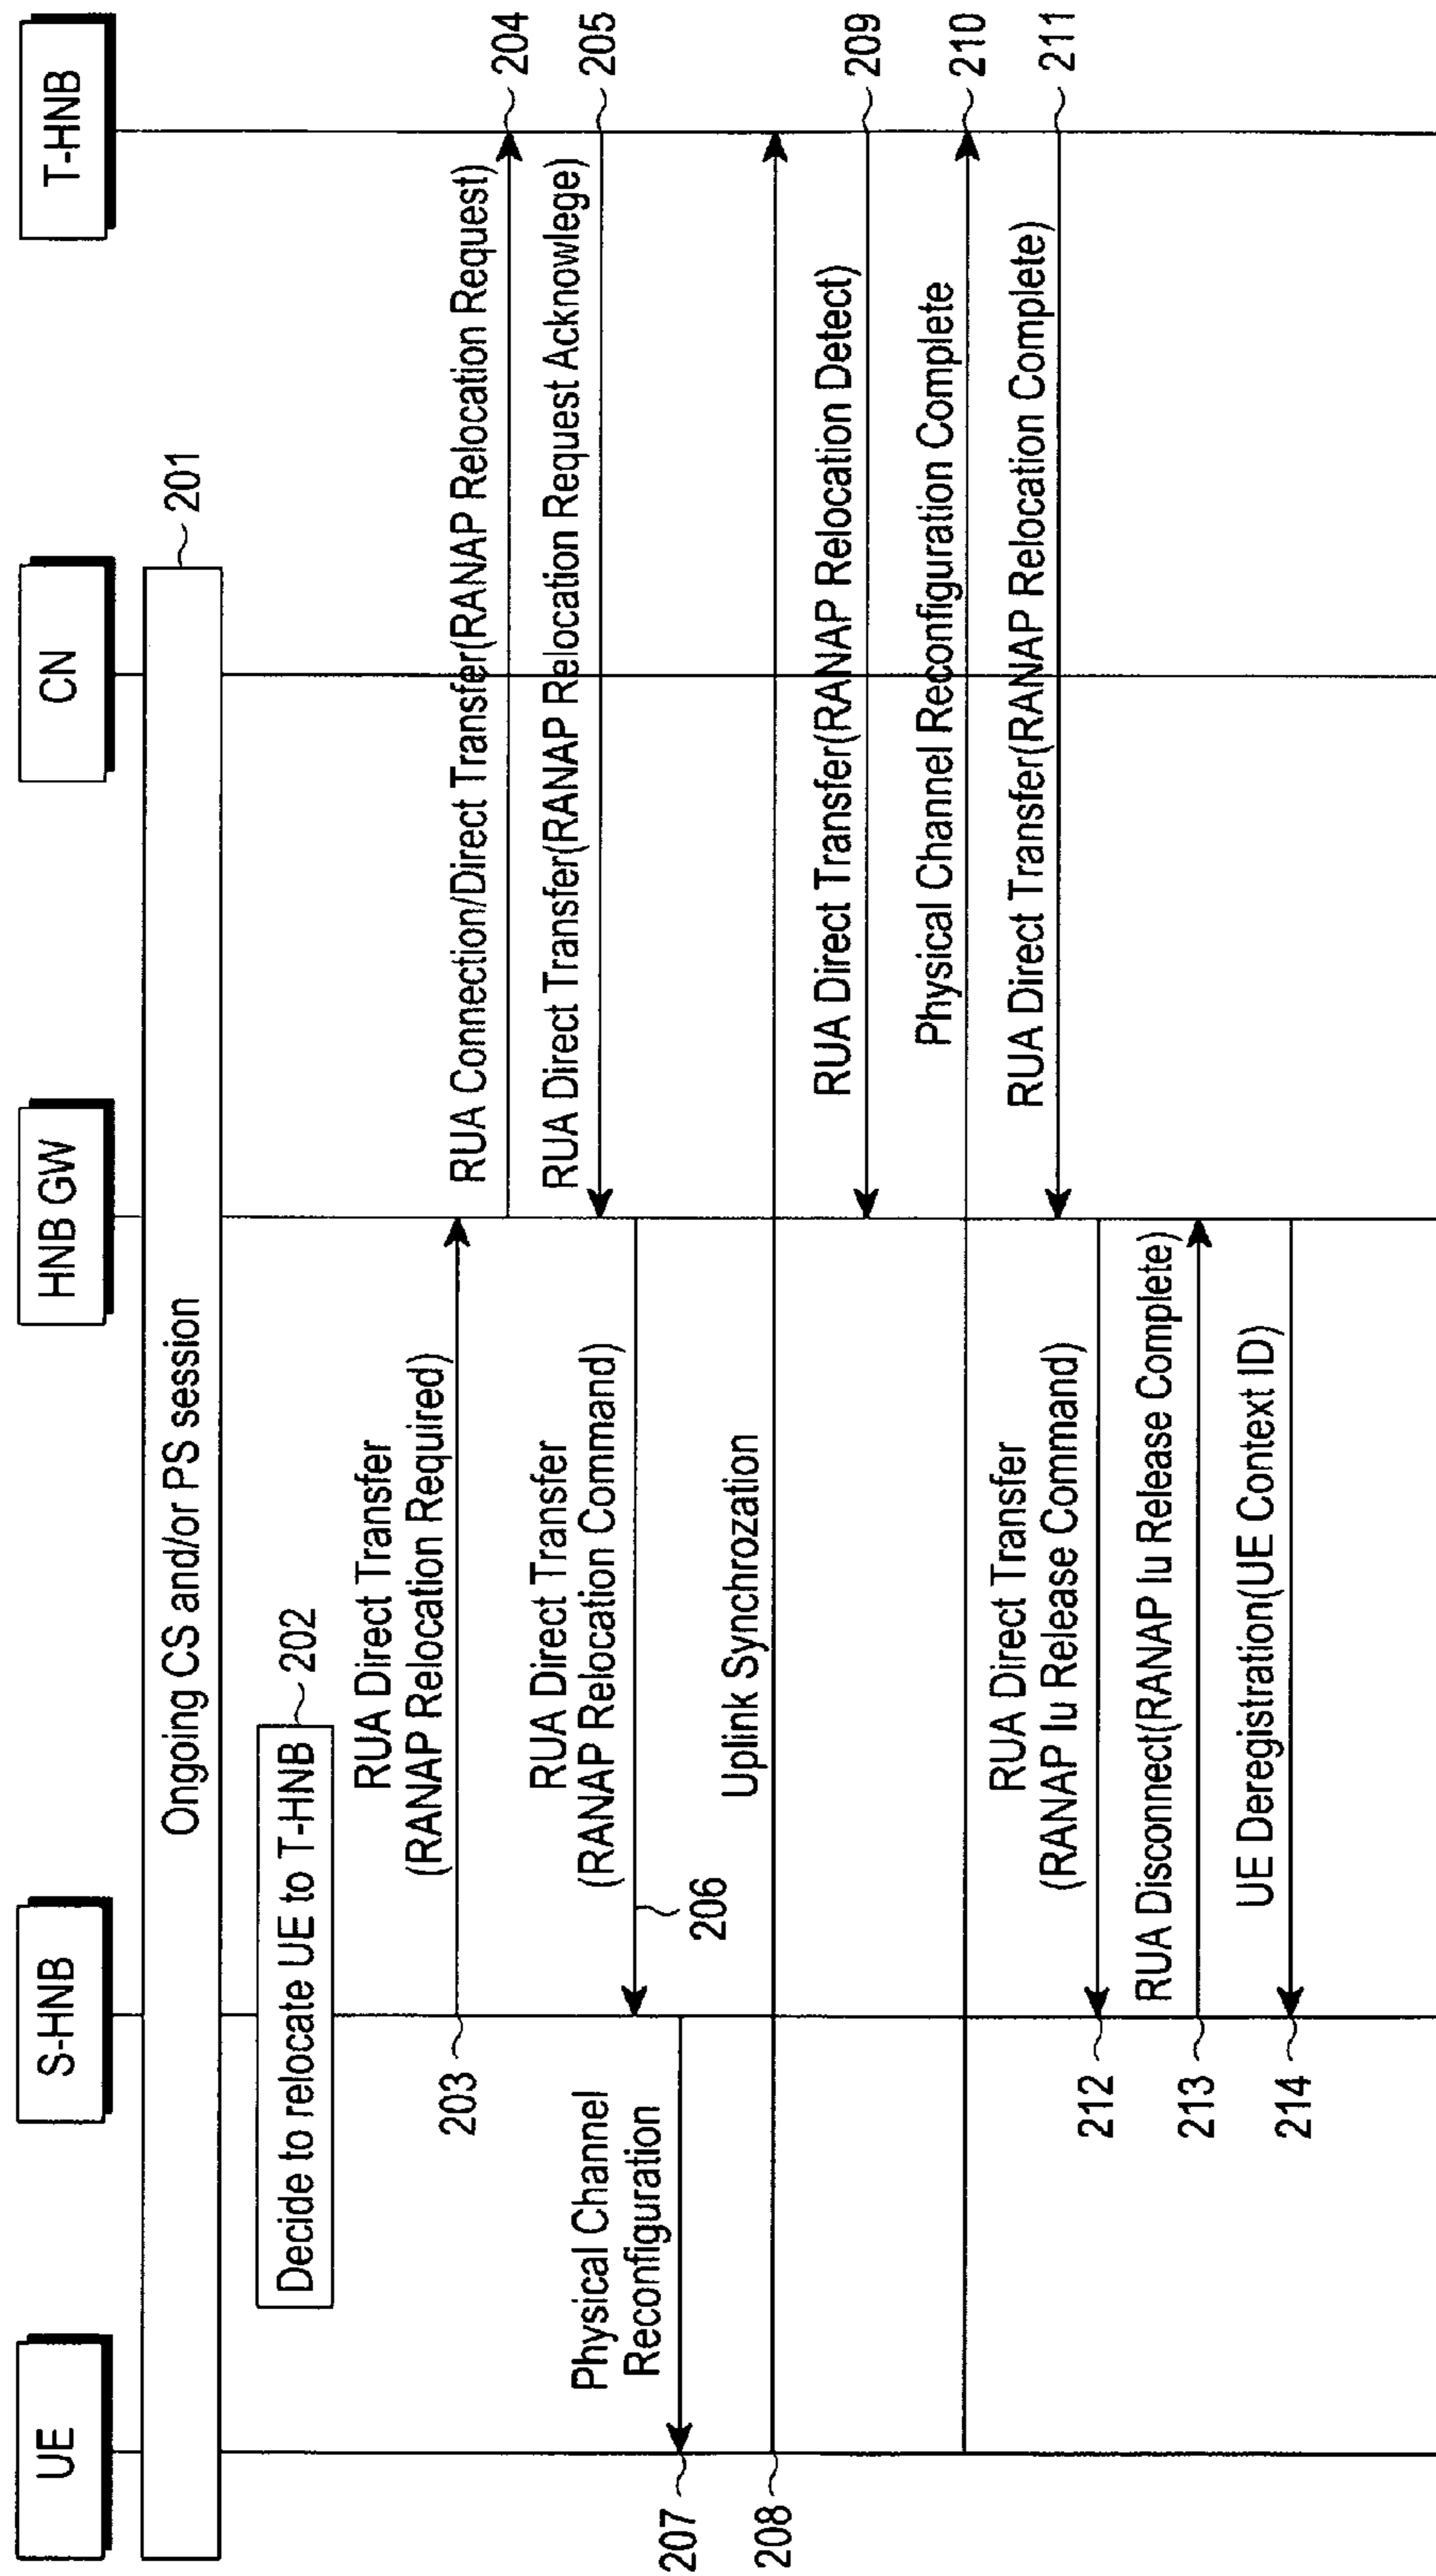 UE
S-HNB
HNB GW
CN
T-HNB
Ongoing CS and/or PS session
201
Decide to relocate UE to T-HNB
202
RUA Direct Transfer
(RANAP Relocation Required)
203
RUA Connection/Direct Transfer(RANAP Relocation Request)
204
RUA Direct Transfer(RANAP Relocation Request Acknowlege)
205
RUA Direct Transfer
(RANAP Relocation Command)
206
Physical Channel
Reconfiguration
207
Uplink Synchrozation
208
RUA Direct Transfer(RANAP Relocation Detect)
209
Physical Channel Reconfiguration Complete
210
RUA Direct Transfer(RANAP Relocation Complete)
211
RUA Direct Transfer
(RANAP Iu Release Command)
212
RUA Disconnect(RANAP Iu Release Complete)
213
UE Deregistration(UE Context ID)
214